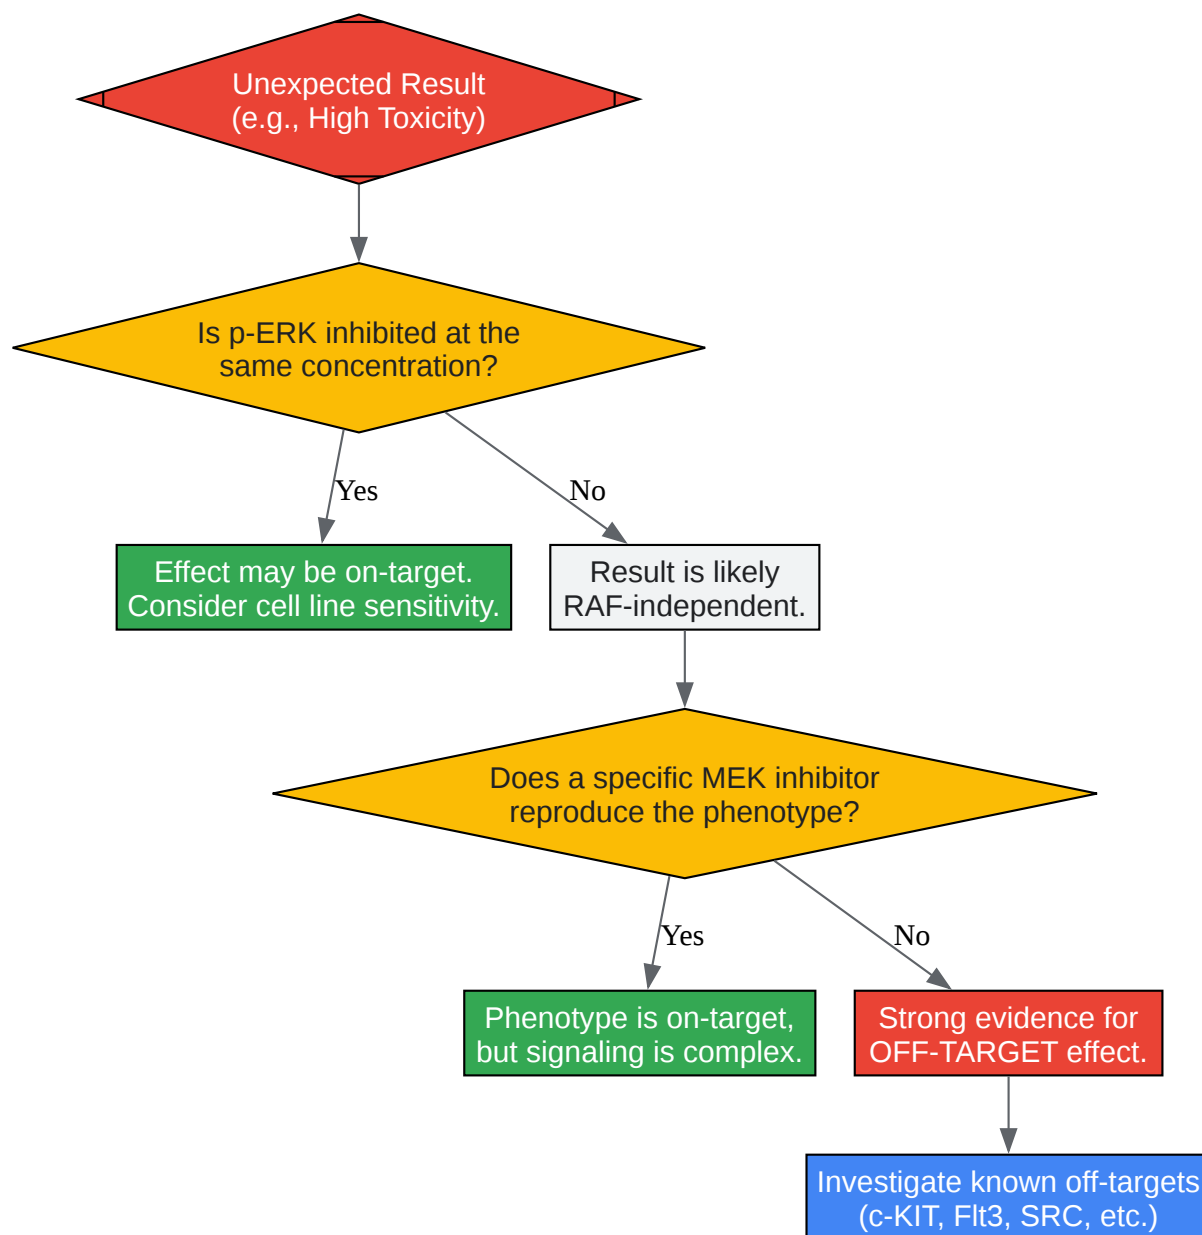 Unexpected Result
(e.g., High Toxicity)
Is p-ERK inhibited at the
same concentration?
Yes
No
Effect may be on-target.
Consider cell line sensitivity.
Result is likely
RAF-independent.
Does a specific MEK inhibitor
reproduce the phenotype?
Yes
No
Phenotype is on-target,
but signaling is complex.
Strong evidence for
OFF-TARGET effect.
Investigate known off-targets
(c-KIT, Flt3, SRC, etc.)